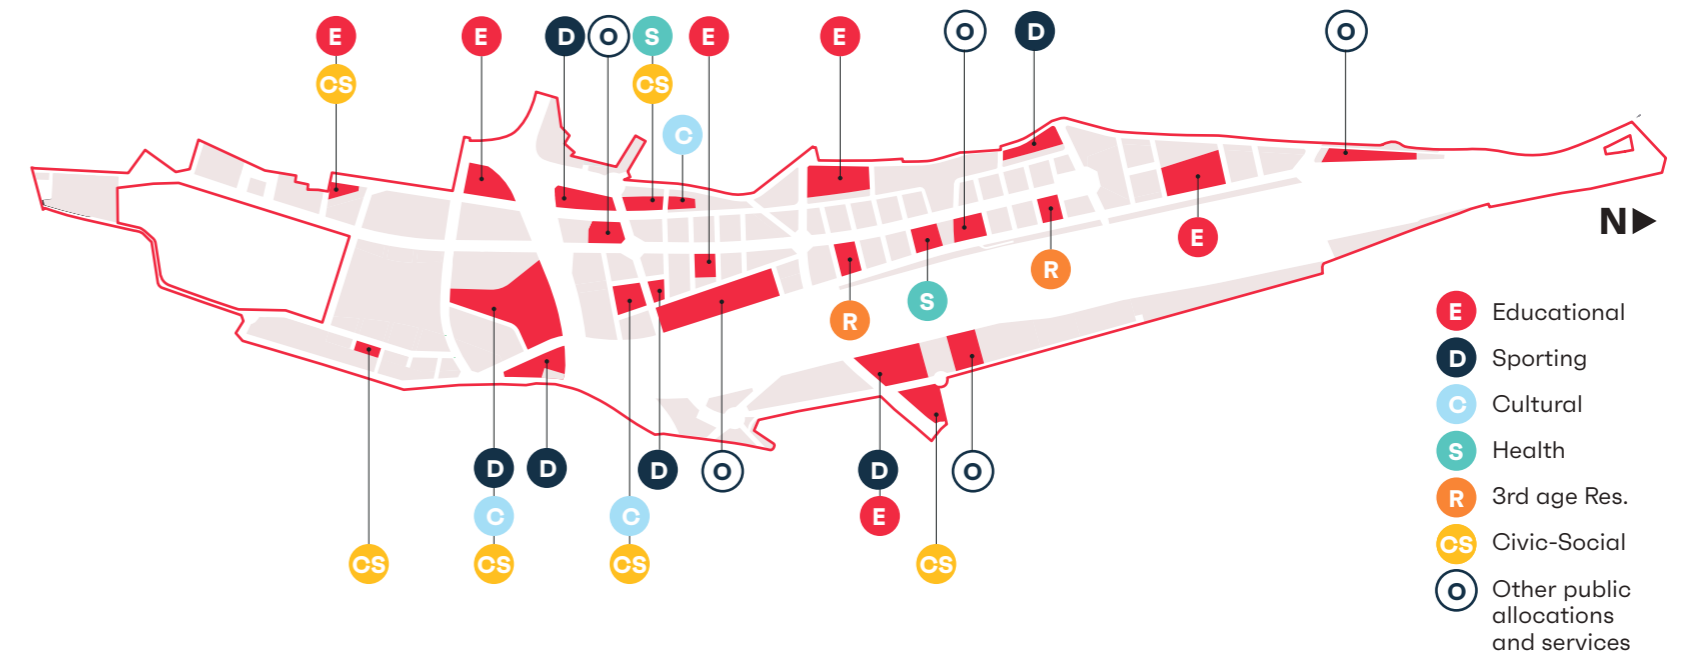 E E D O S E E O D O
CS CS
C
N
E
R
S
R
E Educational
D Sporting
C Cultural
S Health
R 3rd age Res.
CS Civic-Social
O Other public
allocations
and services
D D D O D O
C C E
CS CS CS CS